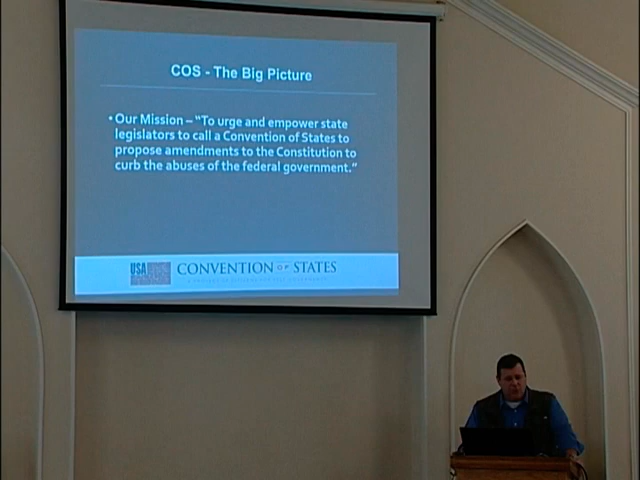 COS - The Big Picture
• Our Mission – “To urge and empower state
legislators to call a Convention of States to
propose amendments to the Constitution to
curb the abuses of the federal government.”
USA CONVENTION OF STATES